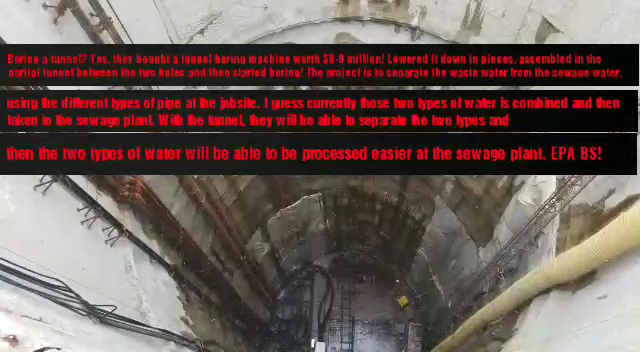 Boring a tunnel? Yes, they bought a tunnel boring machine worth $8-9 million! Lowered it down in pieces, assembled in the
partial tunnel between the two holes and then started boring! The project is to separate the waste water from the sewage water,
using the different types of pipe at the jobsite. I guess currently those two types of water is combined and then
taken to the sewage plant. With the tunnel, they will be able to separate the two types and
then the two types of water will be able to be processed easier at the sewage plant. EPA BS!